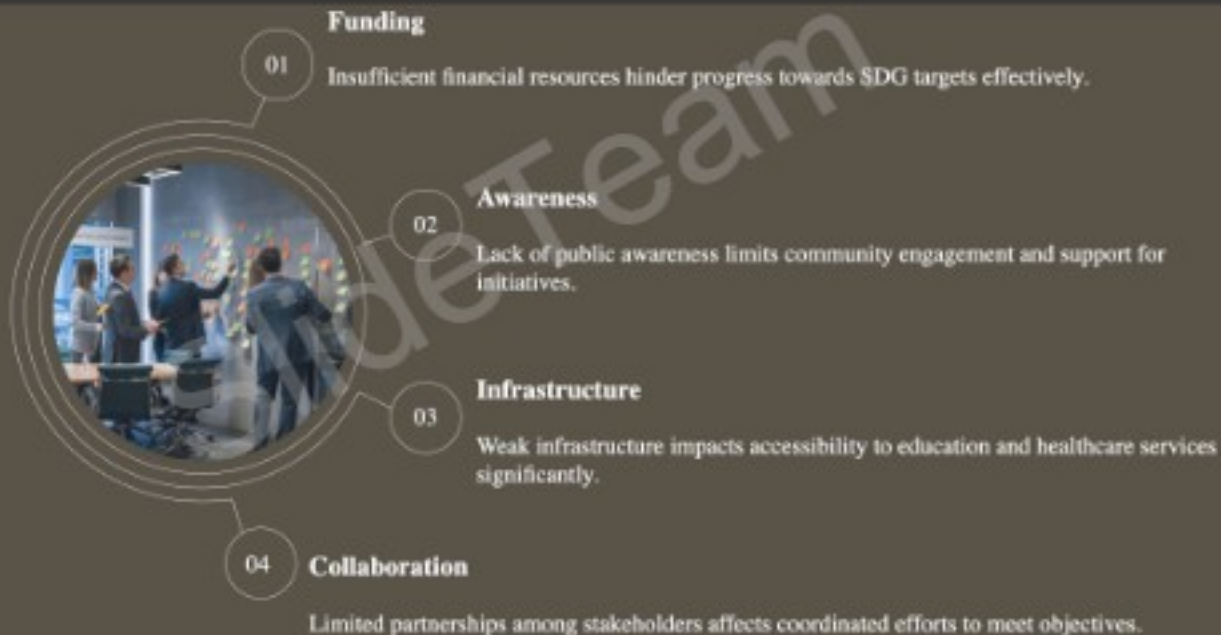 Funding
01
Insufficient financial resources hinder progress towards SDG targets effectively.
Awareness
02
Lack of public awareness limits community engagement and support for
initiatives.
Infrastructure
03
Weak infrastructure impacts accessibility to education and healthcare services
significantly.
04
Collaboration
Limited partnerships among stakeholders affects coordinated efforts to meet objectives.
SlideTeam